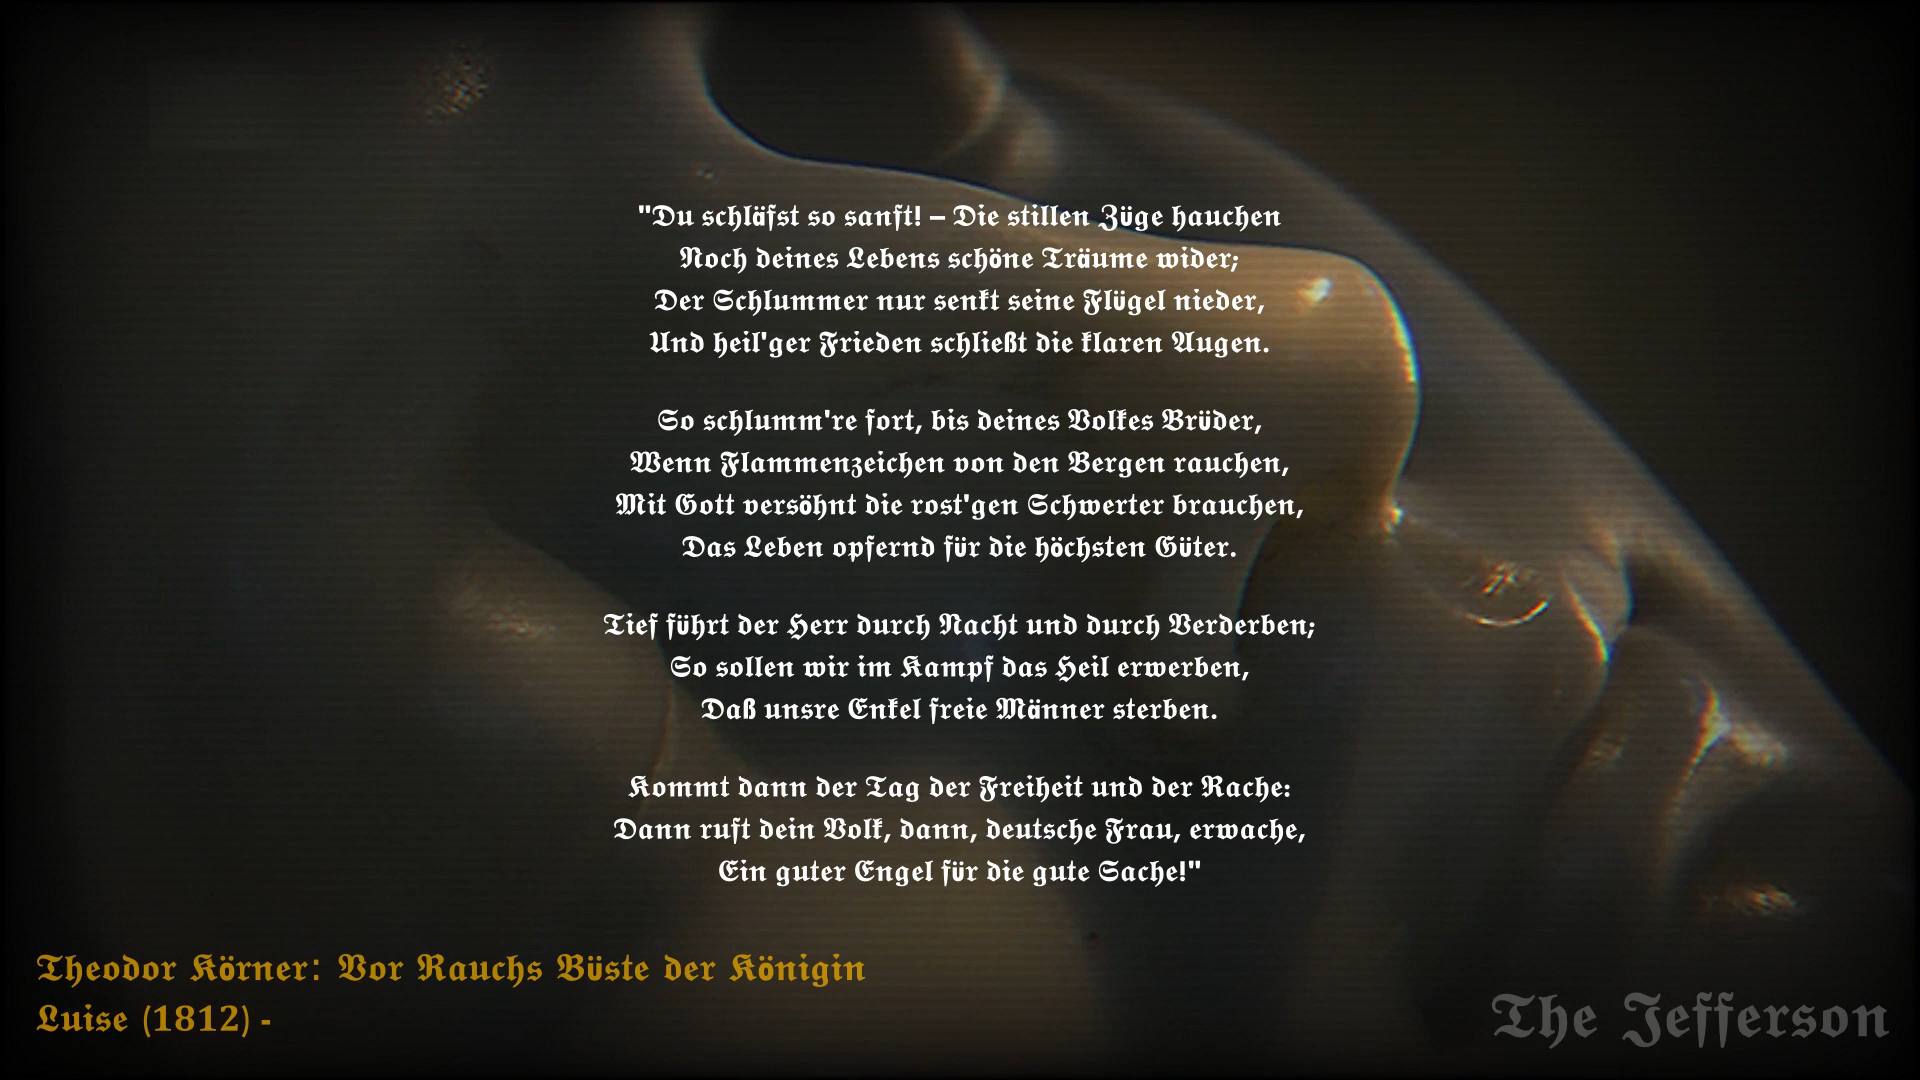 "Du schläfst so sanft! – Die stillen Züge hauchen
Noch deines Lebens schöne Träume wider;
Der Schlummer nur senkt seine Flügel nieder,
Und heil'ger Frieden schließt die klaren Augen.
So schlumm're fort, bis deines Volkes Brüder,
Wenn Flammenzeichen von den Bergen rauchen,
Mit Gott versöhnt die rost'gen Schwerter brauchen,
Das Leben opfernd für die höchsten Güter.
Tief führt der Herr durch Nacht und durch Verderben;
So sollen wir im Kampf das Heil erwerben,
Daß unsre Enkel freie Männer sterben.
Kommt dann der Tag der Freiheit und der Rache:
Dann ruft dein Volk, dann, deutsche Frau, erwache,
Ein guter Engel für die gute Sache!"
Theodor Körner: Vor Rauchs Büste der Königin
Luise (1812) -
The Jefferson